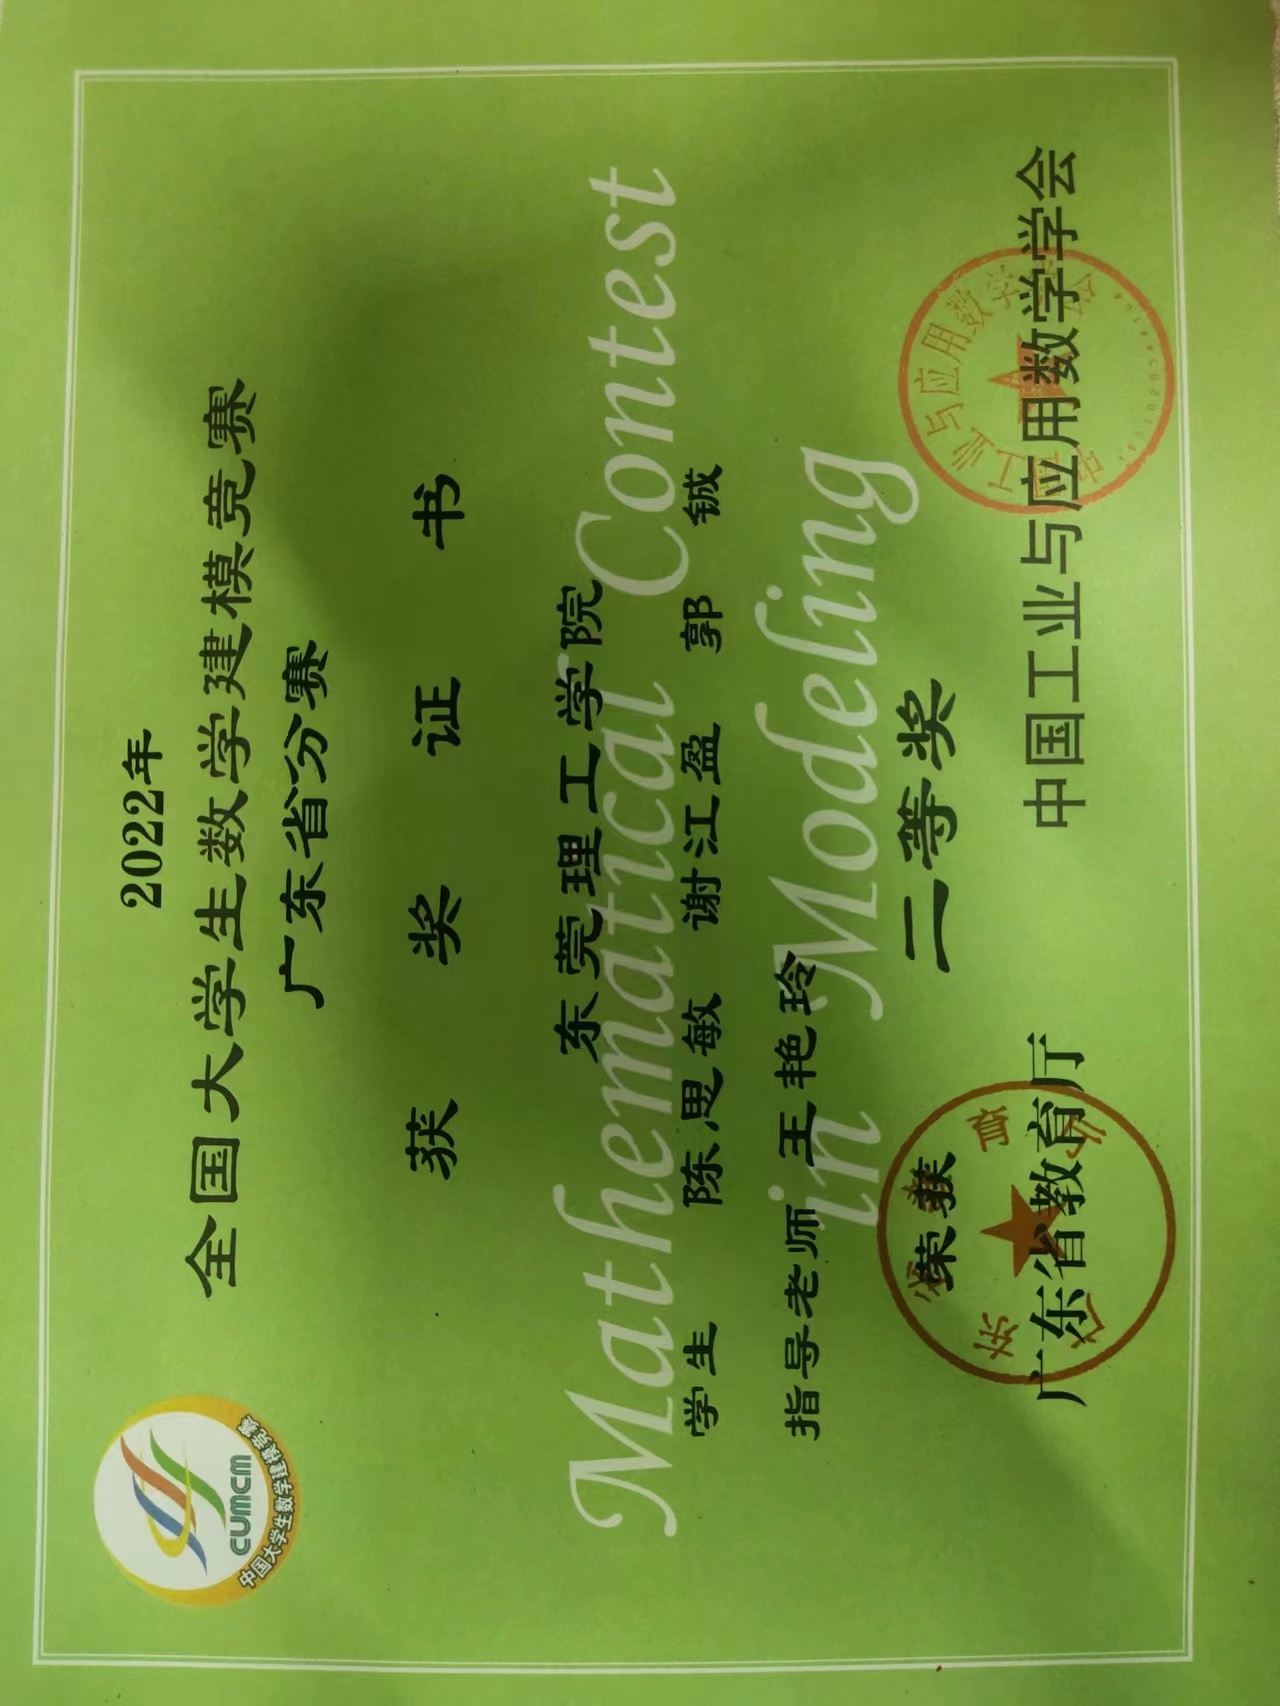 2022年
全国大学生数学建模竞赛
广东省分赛
获 奖 证 书
东莞理工学院
学生 陈思敏 谢江盈 郭 铖
指导老师 王艳玲
荣获 二等奖
广东省教育厅 中国工业与应用数学学会
Mathematical Contest
in Modeling
CUMCM
中国大学生数学建模竞赛